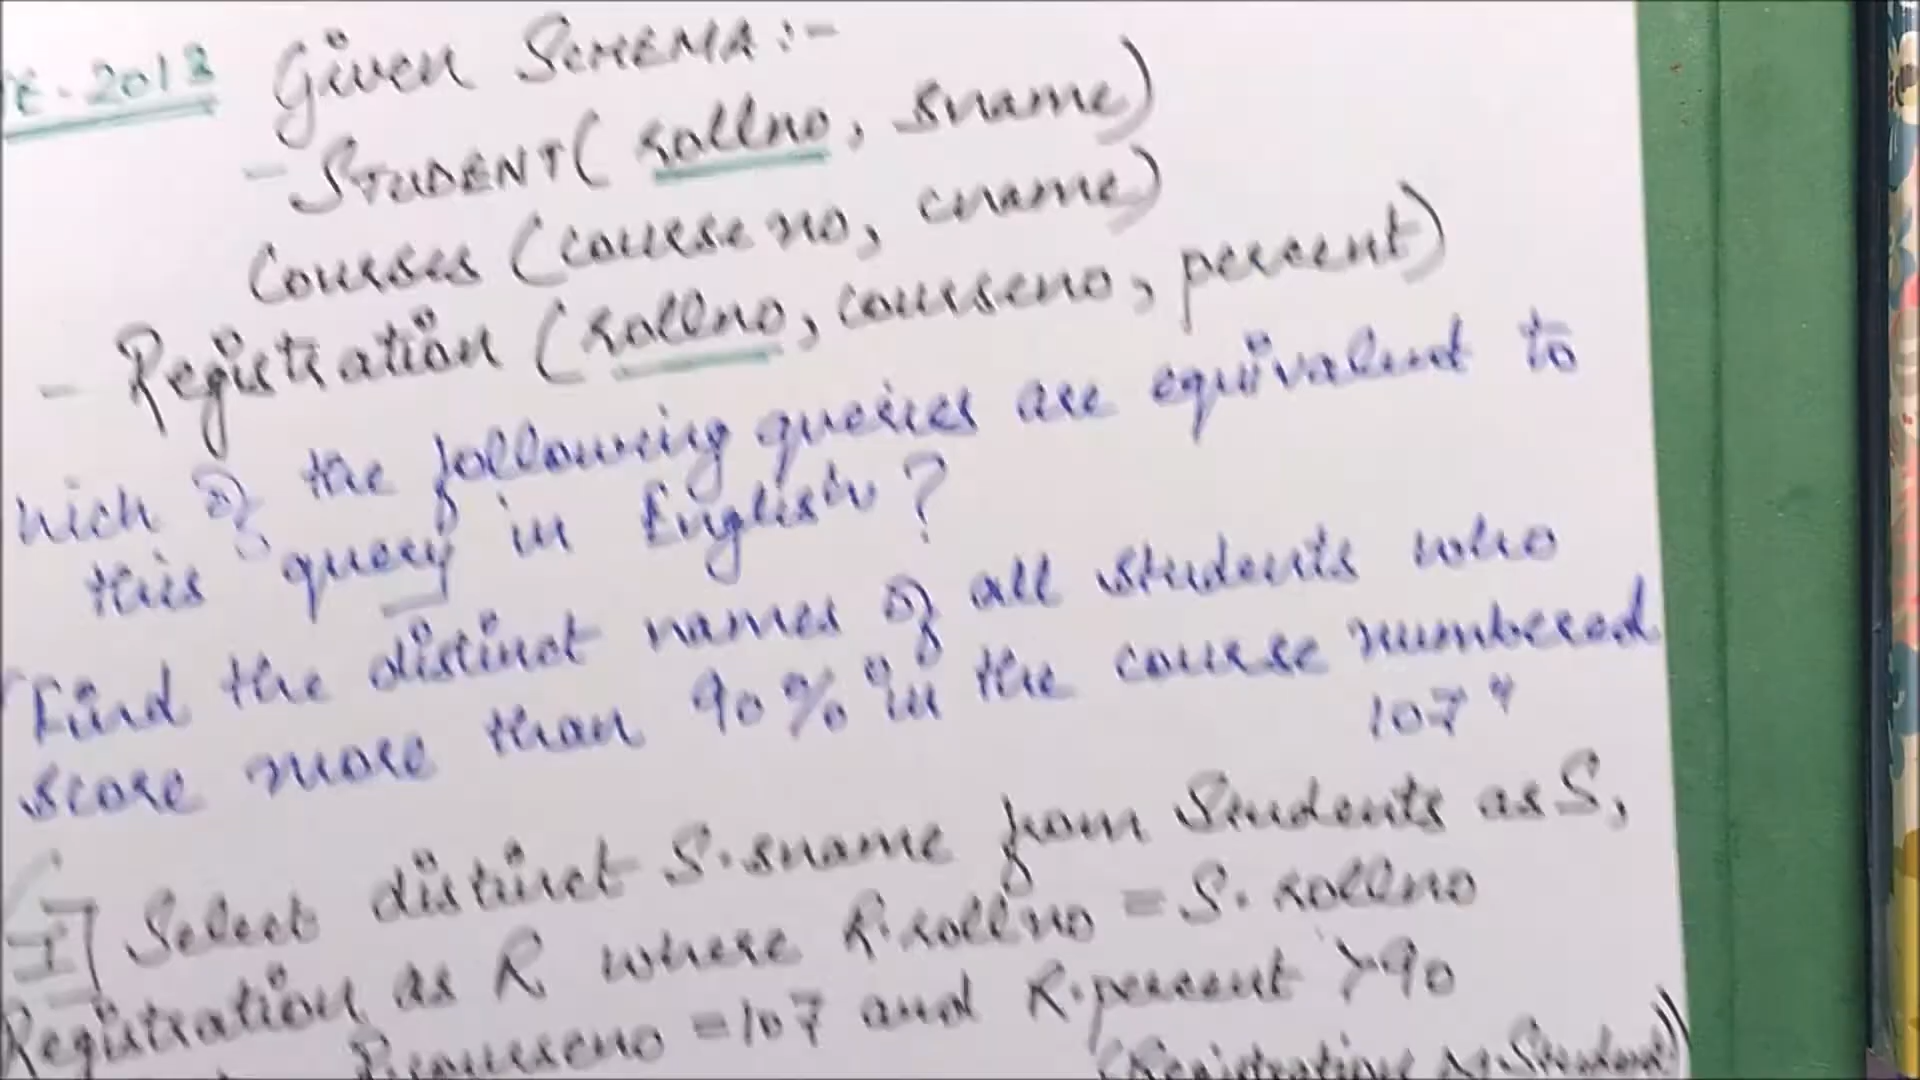 E-2018 Given SCHEMA:-
- STUDENT( rollno, sname)
Courses (courseno, cname)
- Registration (rollno, courseno, percent)
hich of the following queries are equivalent to
this query in English?
"Find the distinct names of all students who
score more than 90% in the course numbered
107"
I] Select distinct S.sname from Students as S,
Registration as R where R.rollno = S.rollno
R.courseno =107 and R.percent >90
(Registration ⋈ Student))